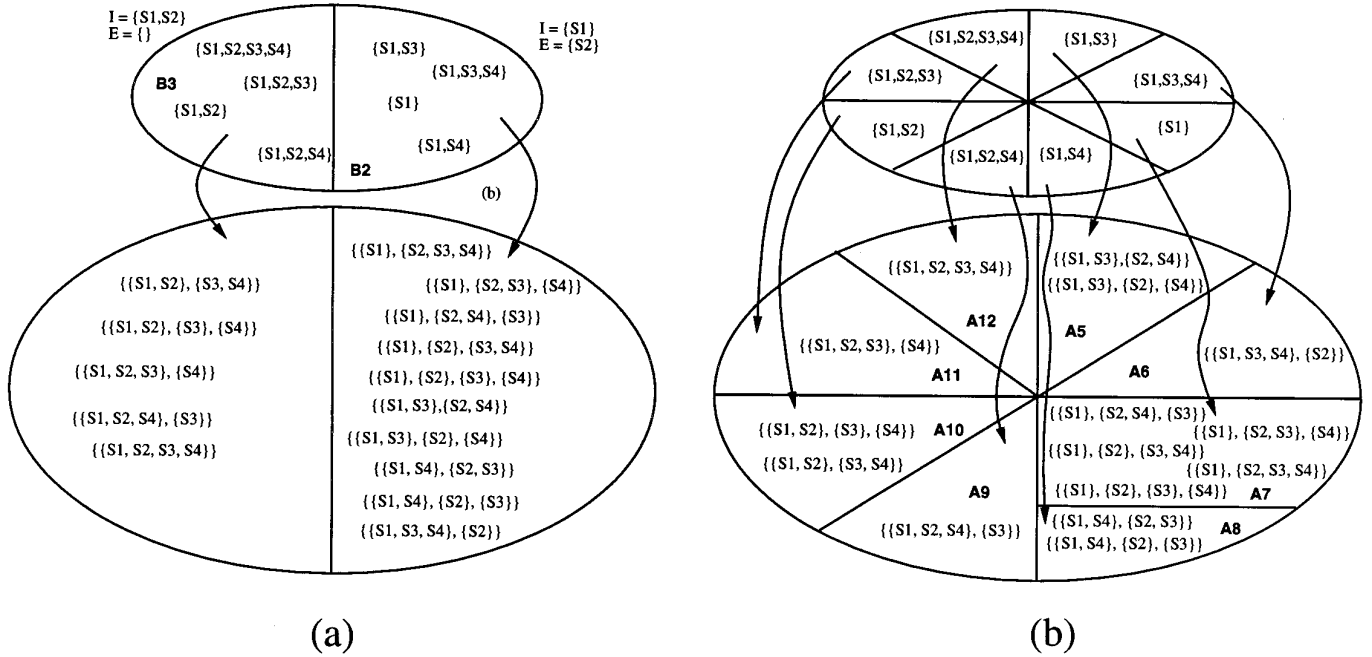 I = {S1,S2}
E = {}
{S1,S2,S3,S4}
B3
{S1,S2,S3}
{S1,S2}
{S1,S2,S4}
I = {S1}
E = {S2}
{S1,S3}
{S1,S3,S4}
{S1}
{S1,S4}
B2
(b)
{{S1, S2}, {S3, S4}}
{{S1, S2}, {S3}, {S4}}
{{S1, S2, S3}, {S4}}
{{S1, S2, S4}, {S3}}
{{S1, S2, S3, S4}}
{{S1}, {S2, S3, S4}}
{{S1}, {S2, S3}, {S4}}
{{S1}, {S2, S4}, {S3}}
{{S1}, {S2}, {S3, S4}}
{{S1}, {S2}, {S3}, {S4}}
{{S1, S3},{S2, S4}}
{{S1, S3}, {S2}, {S4}}
{{S1, S4}, {S2, S3}}
{{S1, S4}, {S2}, {S3}}
{{S1, S3, S4}, {S2}}
(a)
{S1,S2,S3,S4}
{S1,S3}
{S1,S2,S3}
{S1,S3,S4}
{S1,S2}
{S1}
{S1,S2,S4}
{S1,S4}
{{S1, S2, S3, S4}}
A12
{{S1, S3},{S2, S4}}
{{S1, S3}, {S2}, {S4}}
A5
{{S1, S2, S3}, {S4}}
A11
{{S1, S3, S4}, {S2}}
A6
{{S1, S2}, {S3}, {S4}}
A10
{{S1, S2}, {S3, S4}}
A9
{{S1, S2, S4}, {S3}}
{{S1}, {S2, S4}, {S3}}
{{S1}, {S2, S3}, {S4}}
{{S1}, {S2}, {S3, S4}}
{{S1}, {S2, S3, S4}}
{{S1}, {S2}, {S3}, {S4}}
A7
{{S1, S4}, {S2, S3}}
A8
{{S1, S4}, {S2}, {S3}}
(b)